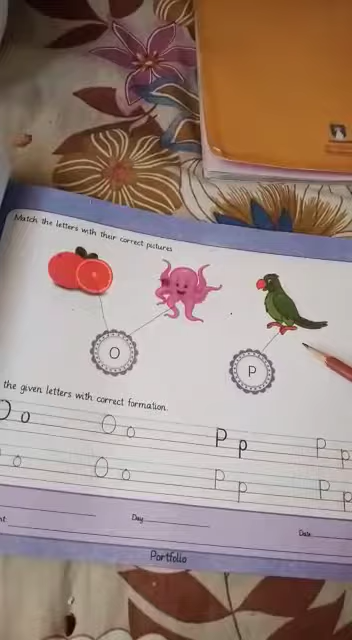 Match the letters with their correct pictures
O
P
the given letters with correct formation.
O o O o P p P p
o O o P p P p
Day
Date
Portfolio